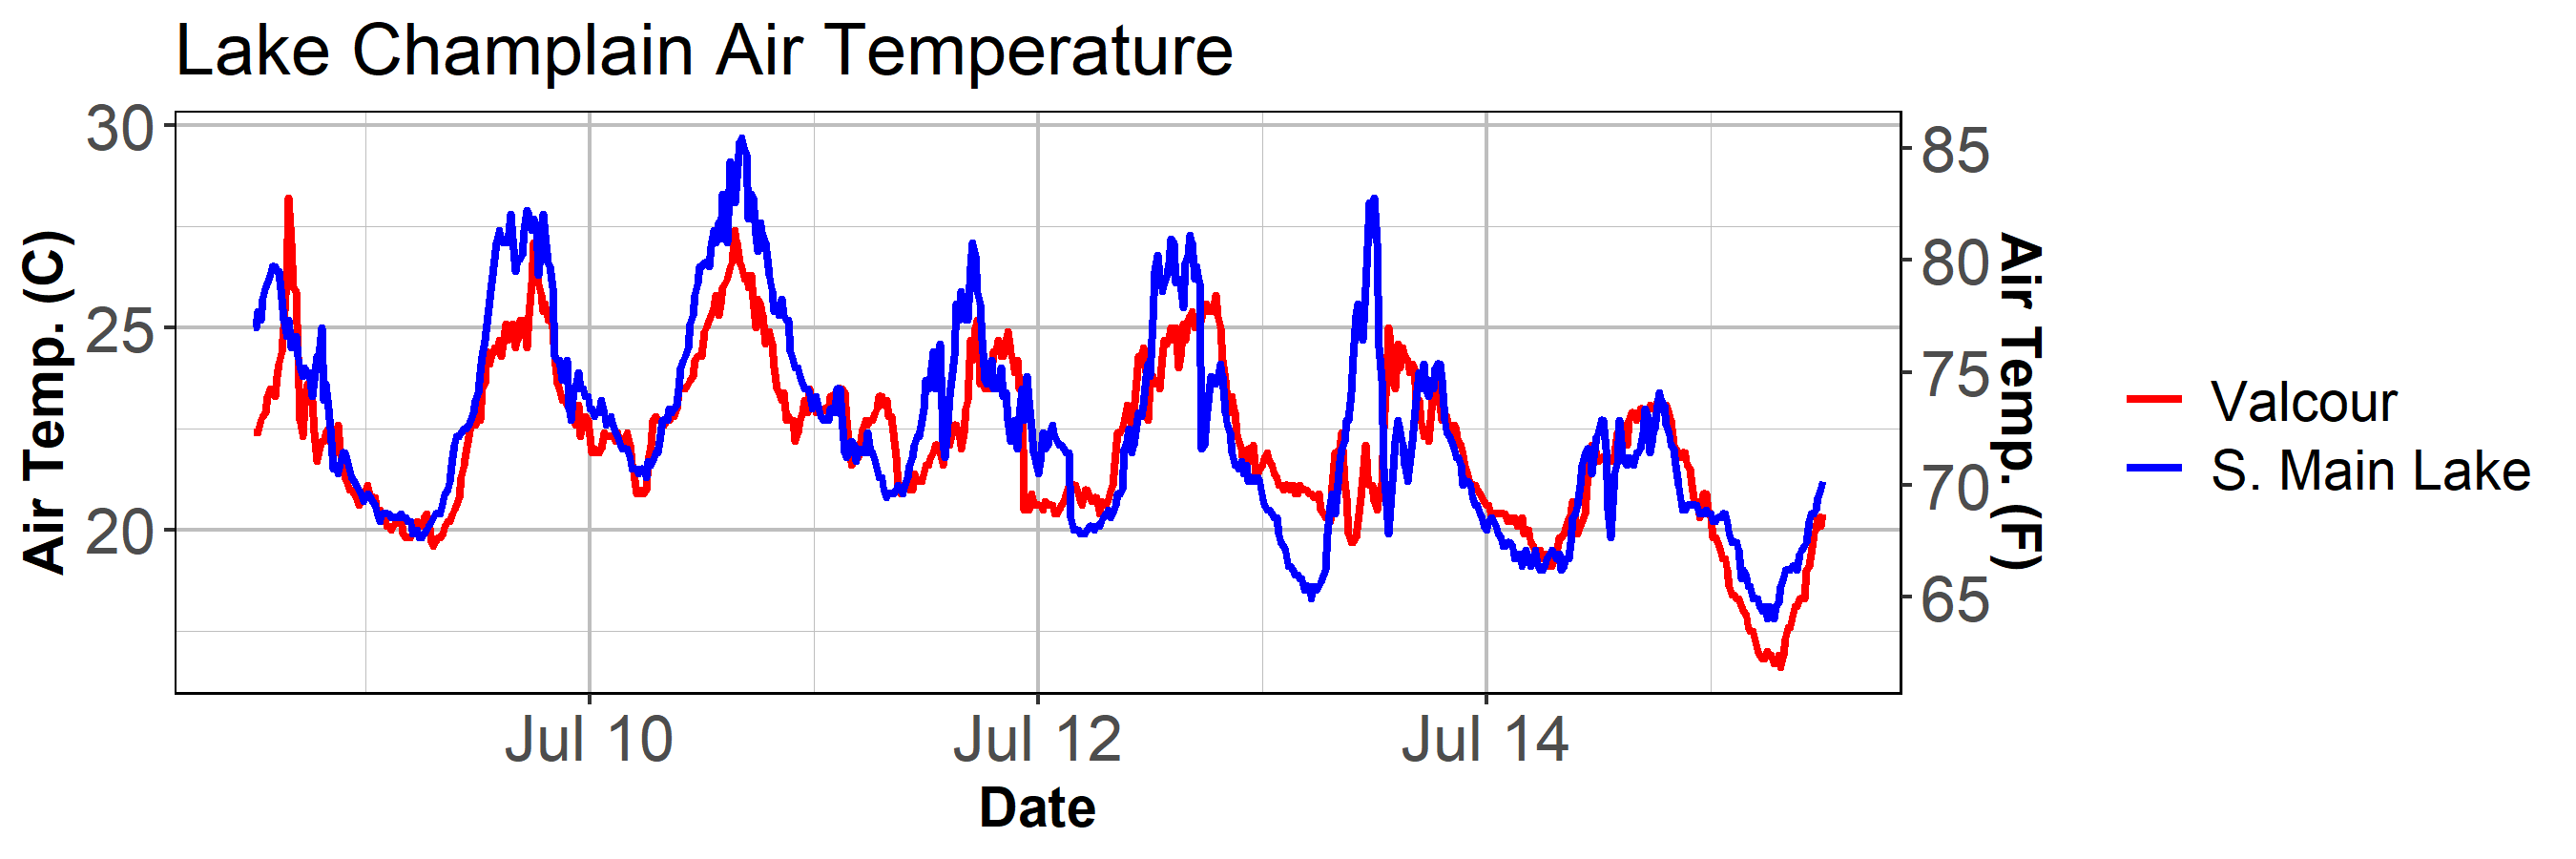 Lake Champlain Air Temperature
30
25
20
Air Temp. (C)
85
80
75
70
65
Air Temp. (F)
Jul 10
Jul 12
Jul 14
Date
Valcour
S. Main Lake